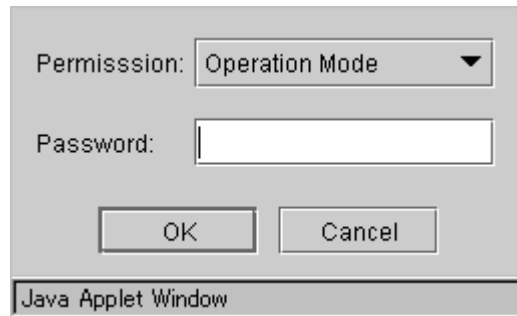 Permisssion: Operation Mode
Password:
OK Cancel
Java Applet Window